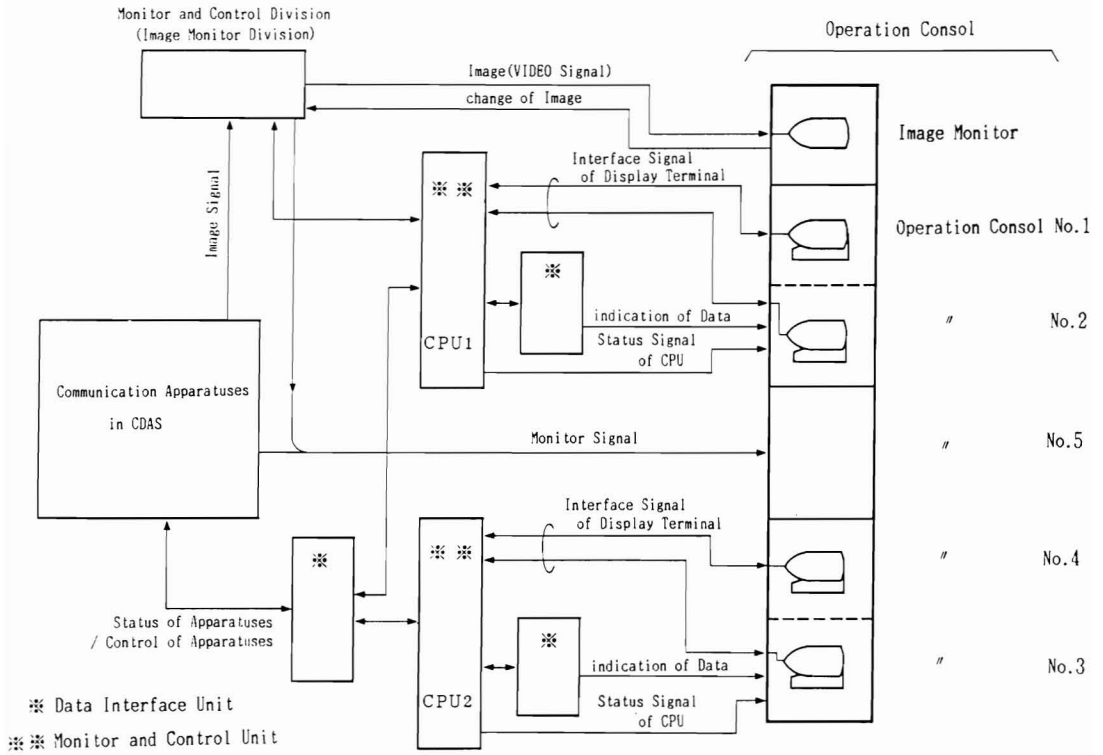 Monitor and Control Division
(Image Monitor Division)
Operation Consol
Image(VIDEO Signal)
change of Image
Image Monitor
Interface Signal
of Display Terminal
※ ※
Image Signal
Operation Consol No.1
※
indication of Data
〃 No.2
Status Signal
of CPU
CPU1
Communication Apparatuses
in CDAS
Monitor Signal
〃 No.5
Interface Signal
of Display Terminal
※ ※
※
〃 No.4
Status of Apparatuses
/ Control of Apparatuses
※
indication of Data
〃 No.3
Status Signal
of CPU
CPU2
※ Data Interface Unit
※ ※ Monitor and Control Unit